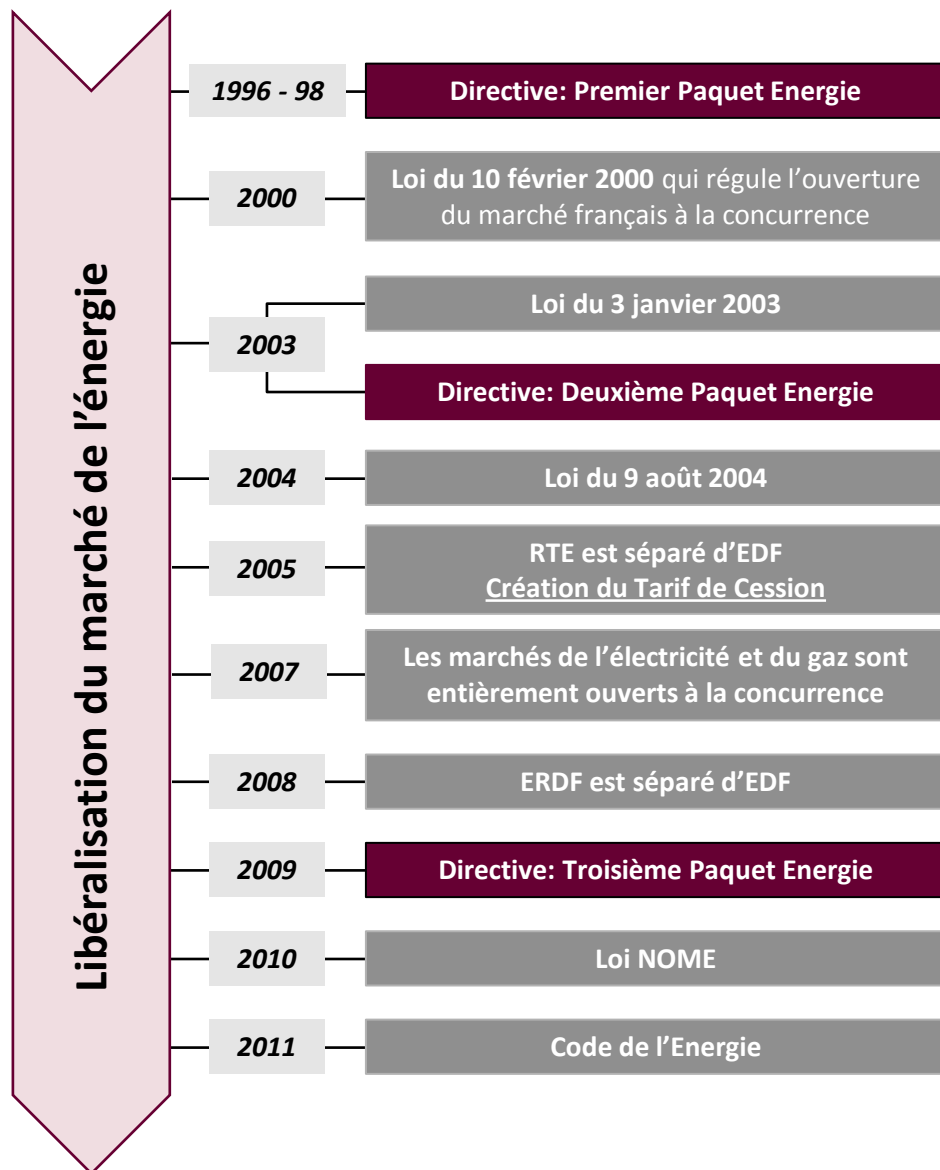 Libéralisation du marché de l'énergie
1996 - 98
Directive: Premier Paquet Energie
2000
Loi du 10 février 2000 qui régule l'ouverture
du marché français à la concurrence
2003
Loi du 3 janvier 2003
Directive: Deuxième Paquet Energie
2004
Loi du 9 août 2004
2005
RTE est séparé d'EDF
Création du Tarif de Cession
2007
Les marchés de l'électricité et du gaz sont
entièrement ouverts à la concurrence
2008
ERDF est séparé d'EDF
2009
Directive: Troisième Paquet Energie
2010
Loi NOME
2011
Code de l'Energie